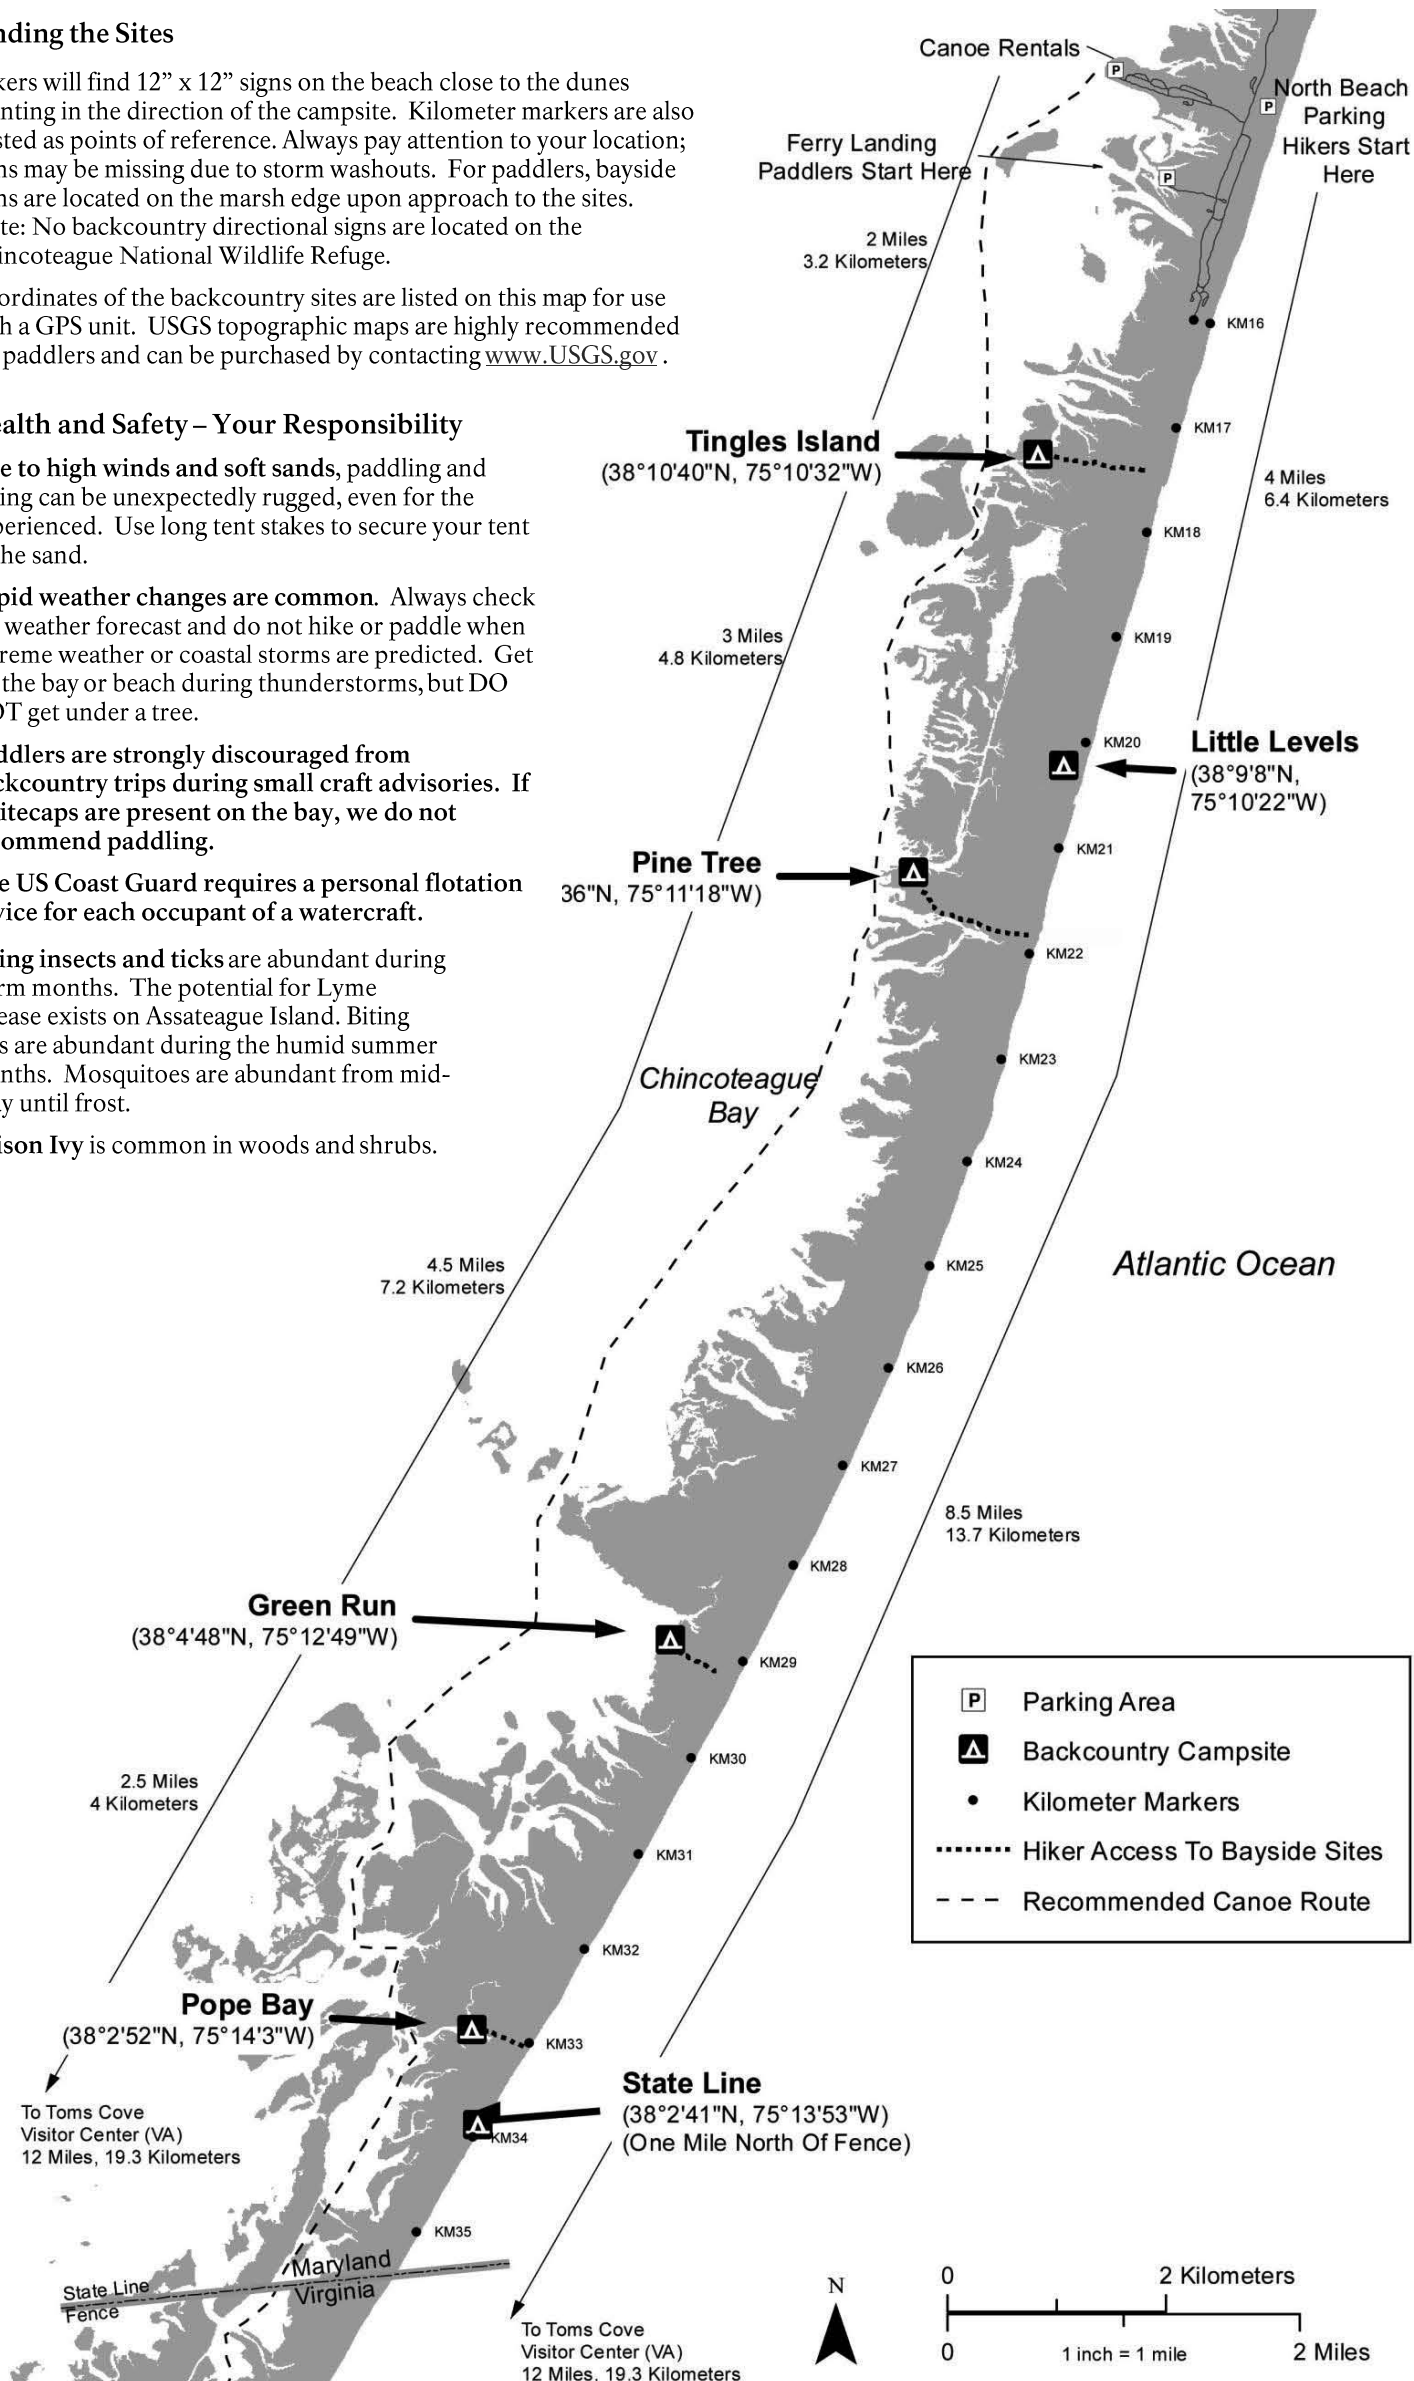 nding the Sites
kers will find 12” x 12” signs on the beach close to the dunes
nting in the direction of the campsite. Kilometer markers are also
sted as points of reference. Always pay attention to your location;
ns may be missing due to storm washouts. For paddlers, bayside
ns are located on the marsh edge upon approach to the sites.
te: No backcountry directional signs are located on the
incoteague National Wildlife Refuge.
ordinates of the backcountry sites are listed on this map for use
h a GPS unit. USGS topographic maps are highly recommended
paddlers and can be purchased by contacting www.USGS.gov .
ealth and Safety – Your Responsibility
e to high winds and soft sands, paddling and
ing can be unexpectedly rugged, even for the
perienced. Use long tent stakes to secure your tent
he sand.
pid weather changes are common. Always check
weather forecast and do not hike or paddle when
reme weather or coastal storms are predicted. Get
the bay or beach during thunderstorms, but DO
OT get under a tree.
ddlers are strongly discouraged from
ckcountry trips during small craft advisories. If
itecaps are present on the bay, we do not
ommend paddling.
e US Coast Guard requires a personal flotation
vice for each occupant of a watercraft.
ing insects and ticks are abundant during
rm months. The potential for Lyme
ease exists on Assateague Island. Biting
s are abundant during the humid summer
nths. Mosquitoes are abundant from mid-
y until frost.
ison Ivy is common in woods and shrubs.
Canoe Rentals
P
P
North Beach
Parking
Hikers Start
Here
Ferry Landing
Paddlers Start Here
P
2 Miles
3.2 Kilometers
KM16
KM17
Tingles Island
(38°10'40"N, 75°10'32"W)
4 Miles
6.4 Kilometers
KM18
3 Miles
4.8 Kilometers
KM19
KM20
Little Levels
(38°9'8"N,
75°10'22"W)
KM21
Pine Tree
36"N, 75°11'18"W)
KM22
KM23
Chincoteague
Bay
KM24
4.5 Miles
7.2 Kilometers
KM25
Atlantic Ocean
KM26
KM27
8.5 Miles
13.7 Kilometers
KM28
Green Run
(38°4'48"N, 75°12'49"W)
KM29
KM30
2.5 Miles
4 Kilometers
KM31
KM32
Pope Bay
(38°2'52"N, 75°14'3"W)
KM33
State Line
(38°2'41"N, 75°13'53"W)
(One Mile North Of Fence)
KM34
To Toms Cove
Visitor Center (VA)
12 Miles, 19.3 Kilometers
KM35
Maryland
Virginia
State Line
Fence
To Toms Cove
Visitor Center (VA)
12 Miles, 19.3 Kilometers
P Parking Area
Backcountry Campsite
Kilometer Markers
Hiker Access To Bayside Sites
Recommended Canoe Route
N
0 2 Kilometers
0 1 inch = 1 mile 2 Miles